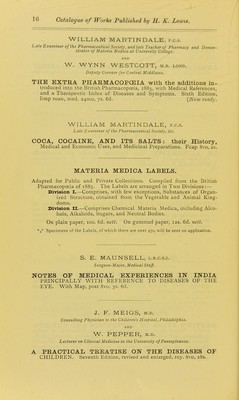 16 Catalogue of Works Published by H. K. Lewis.
WILLIAM MARTINDALE, F.C.S.
Late Examiner of the Pharmaceutical Society, and late Teacher of Pharmacy and Demon-
strator of Materia Medica at University College.
AND
W. WYNN WESTCOTT, M.B. LOND.
Deputy Coroner for Central Middlesex.
THE EXTRA PHARMACOPŒIA with the additions in-
troduced into the British Pharmacopœia, 1885, with Medical References,
and a Therapeutic Index of Diseases and Symptoms. Sixth Edition,
limp roan, med. 24mo, 7s. 6d. [Now ready.
WILLIAM MARTINDALE, F.C.S.
Late Examiner of the Pharmaceutical Society, &c.
COCA, COCAINE, AND ITS SALTS: their History,
Medical and Economic Uses, and Medicinal Preparations. Fcap. 8vo, 2s.
MATERIA MEDICA LABELS.
Adapted for Public and Private Collections. Compiled from the British
Pharmacopœia of 1885. The Labels are arranged in Two Divisions:—
Division I.—Comprises, with few exceptions, Substances of Organ-
ized Structure, obtained from the Vegetable and Animal King-
doms.
Division II.—Comprises Chemical Materia Medica, including Alco-
hols, Alkaloids, Sugars, and Neutral Bodies.
On plain paper, 10s. 6d. nett. On gummed paper, 12s. 6d. nett.
*** Specimens of the Labels, of which there are over 450, will be sent on application.
S. E. MAUNSELL, L.R.C.S.I.
Surgeon-Major, Medical Staff.
NOTES OF MEDICAL EXPERIENCES IN INDIA
PRINCIPALLY WITH REFERENCE TO DISEASES OF THE
EYE. With Map, post 8vo, 3s. 6d.
J. F. MEIGS, M.D.
Consulting Physician to the Children's Hospital, Philadelphia.
AND
W. PEPPER, M.D.
Lecturer on Clinical Medicine in the University of Pennsylvania.
A PRACTICAL TREATISE ON THE DISEASES OF
CHILDREN. Seventh Edition, revised and enlarged, roy. 8vo, 28s.